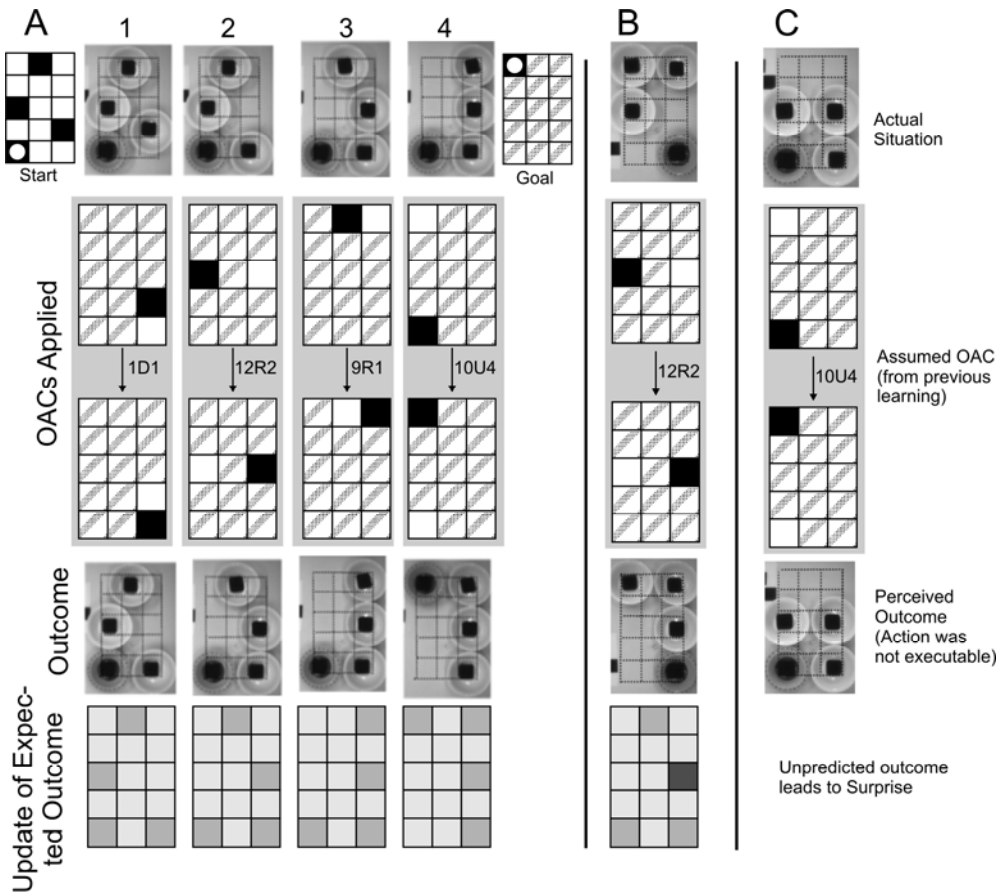 A
1
2
3
4
B
C
Start
Goal
Actual
Situation
OACs Applied
1D1
12R2
9R1
10U4
12R2
10U4
Assumed OAC
(from previous
learning)
Outcome
Perceived
Outcome
(Action was
not executable)
Update of Expec-
ted Outcome
Unpredicted outcome
leads to Surprise